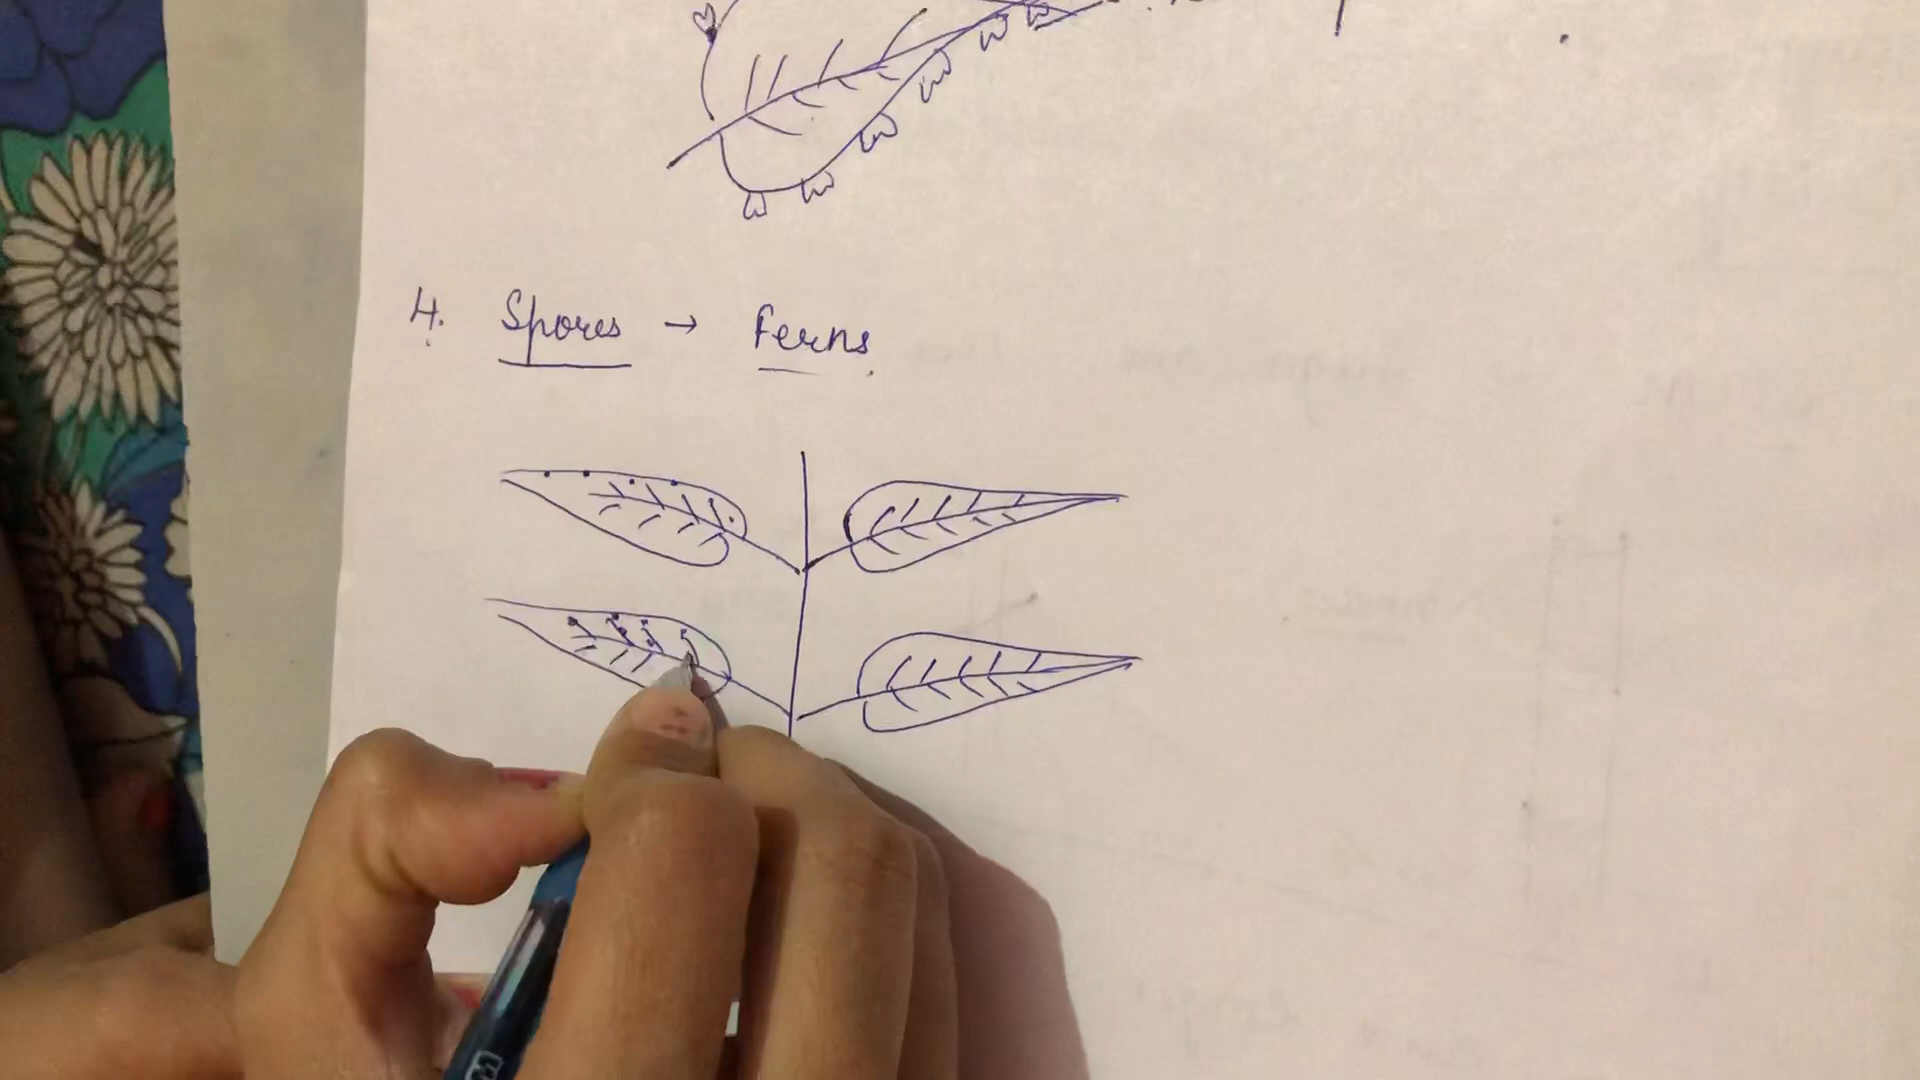 4. Spores → Ferns